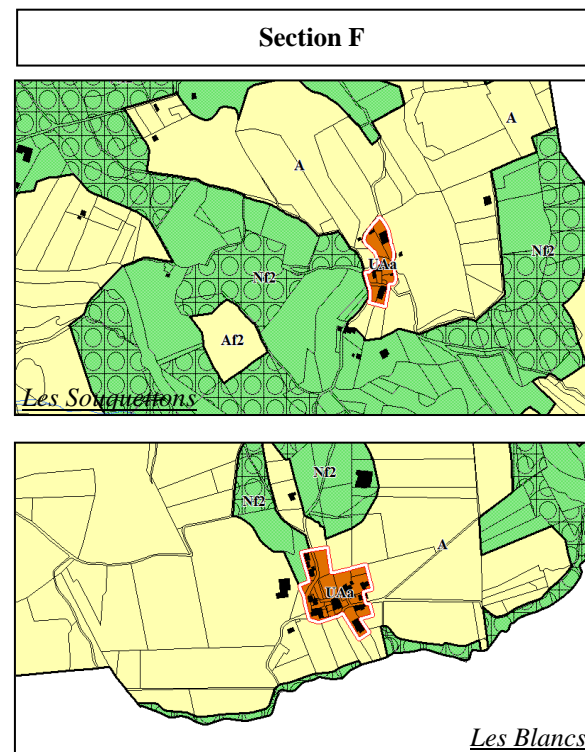 Section F
A
A
Nf2
UAa
Nf2
Af2
Les Souquettons
Nf2
Nf2
A
UAa
Les Blancs